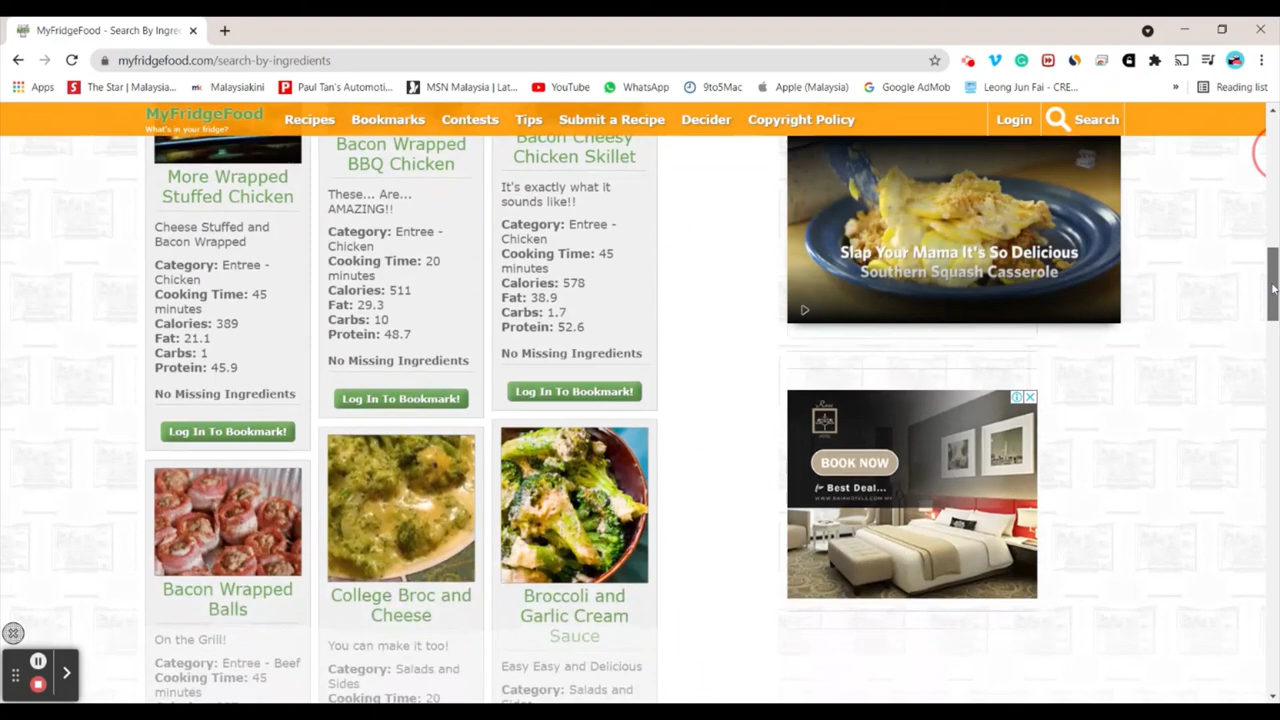 MyFridgeFood - Search By Ingre
myfridgefood.com/search-by-ingredients
Apps
The Star | Malaysia...
Malaysiakini
Paul Tan's Automoti...
MSN Malaysia | Lat...
YouTube
WhatsApp
9to5Mac
Apple (Malaysia)
Google AdMob
Leong Jun Fai - CRE...
»
Reading list
MyFridgeFood
What's in your fridge?
Recipes
Bookmarks
Contests
Tips
Submit a Recipe
Decider
Copyright Policy
Login
Search
More Wrapped
Stuffed Chicken
Cheese Stuffed and
Bacon Wrapped
Category: Entree -
Chicken
Cooking Time: 45
minutes
Calories: 389
Fat: 21.1
Carbs: 1
Protein: 45.9
No Missing Ingredients
Log In To Bookmark!
Bacon Wrapped
BBQ Chicken
These... Are...
AMAZING!!
Category: Entree -
Chicken
Cooking Time: 20
minutes
Calories: 511
Fat: 29.3
Carbs: 10
Protein: 48.7
No Missing Ingredients
Log In To Bookmark!
Bacon Cheesy
Chicken Skillet
It's exactly what it
sounds like!!
Category: Entree -
Chicken
Cooking Time: 45
minutes
Calories: 578
Fat: 38.9
Carbs: 1.7
Protein: 52.6
No Missing Ingredients
Log In To Bookmark!
Slap Your Mama It's So Delicious
Southern Squash Casserole
BOOK NOW
for Best Deal...
Bacon Wrapped
Balls
On the Grill!
Category: Entree - Beef
Cooking Time: 45
minutes
College Broc and
Cheese
You can make it too!
Category: Salads and
Sides
Cooking Time: 20
Broccoli and
Garlic Cream
Sauce
Easy Easy and Delicious
Category: Salads and
Sides